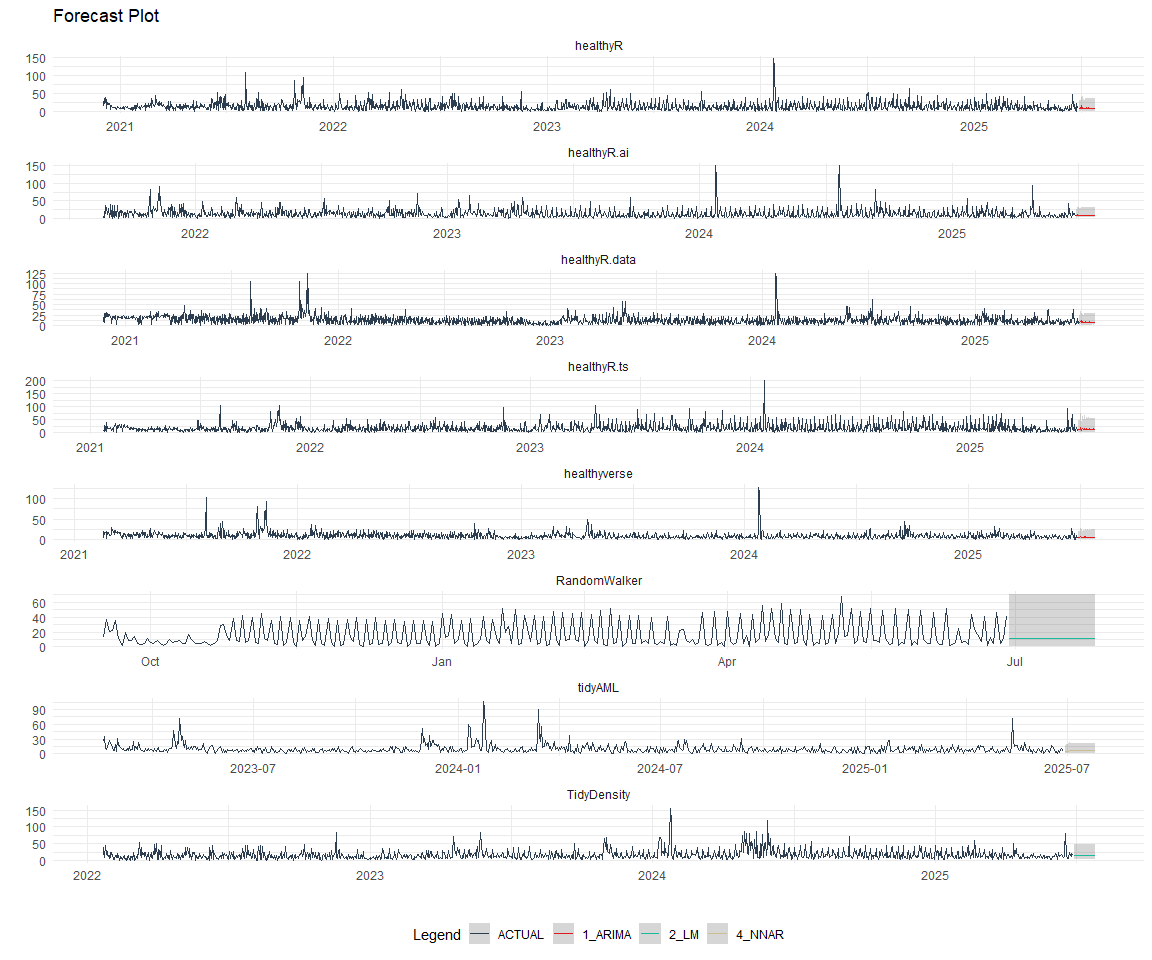 Forecast Plot
healthyR
150
100
50
0
2021 2022 2023 2024 2025
healthyR.ai
150
100
50
0
2022 2023 2024 2025
healthyR.data
125
100
75
50
25
0
2021 2022 2023 2024 2025
healthyR.ts
200
150
100
50
0
2021 2022 2023 2024 2025
healthyverse
100
50
0
2021 2022 2023 2024 2025
RandomWalker
60
40
20
0
Oct Jan Apr Jul
tidyAML
90
60
30
0
2023-07 2024-01 2024-07 2025-01 2025-07
TidyDensity
150
100
50
0
2022 2023 2024 2025
Legend ACTUAL 1_ARIMA 2_LM 4_NNAR